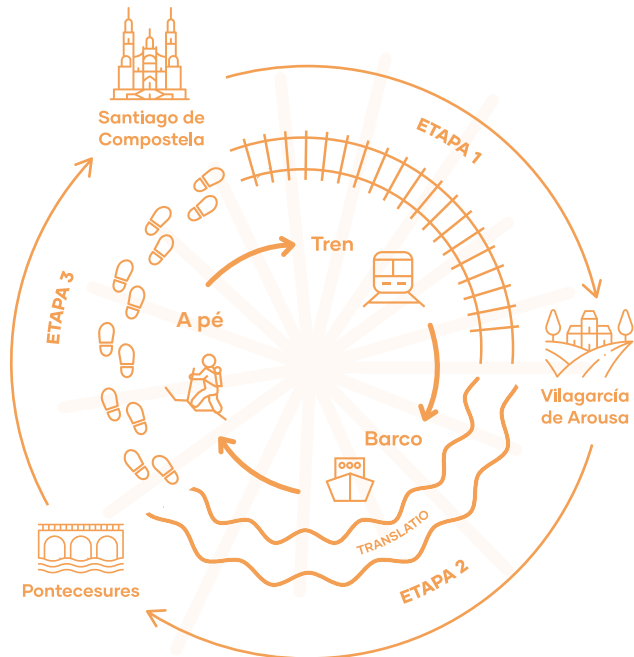 Santiago de
Compostela
ETAPA 1
Tren
ETAPA 3
A pé
Vilagarcía
de Arousa
Barco
TRANSLATIO
ETAPA 2
Pontecesures